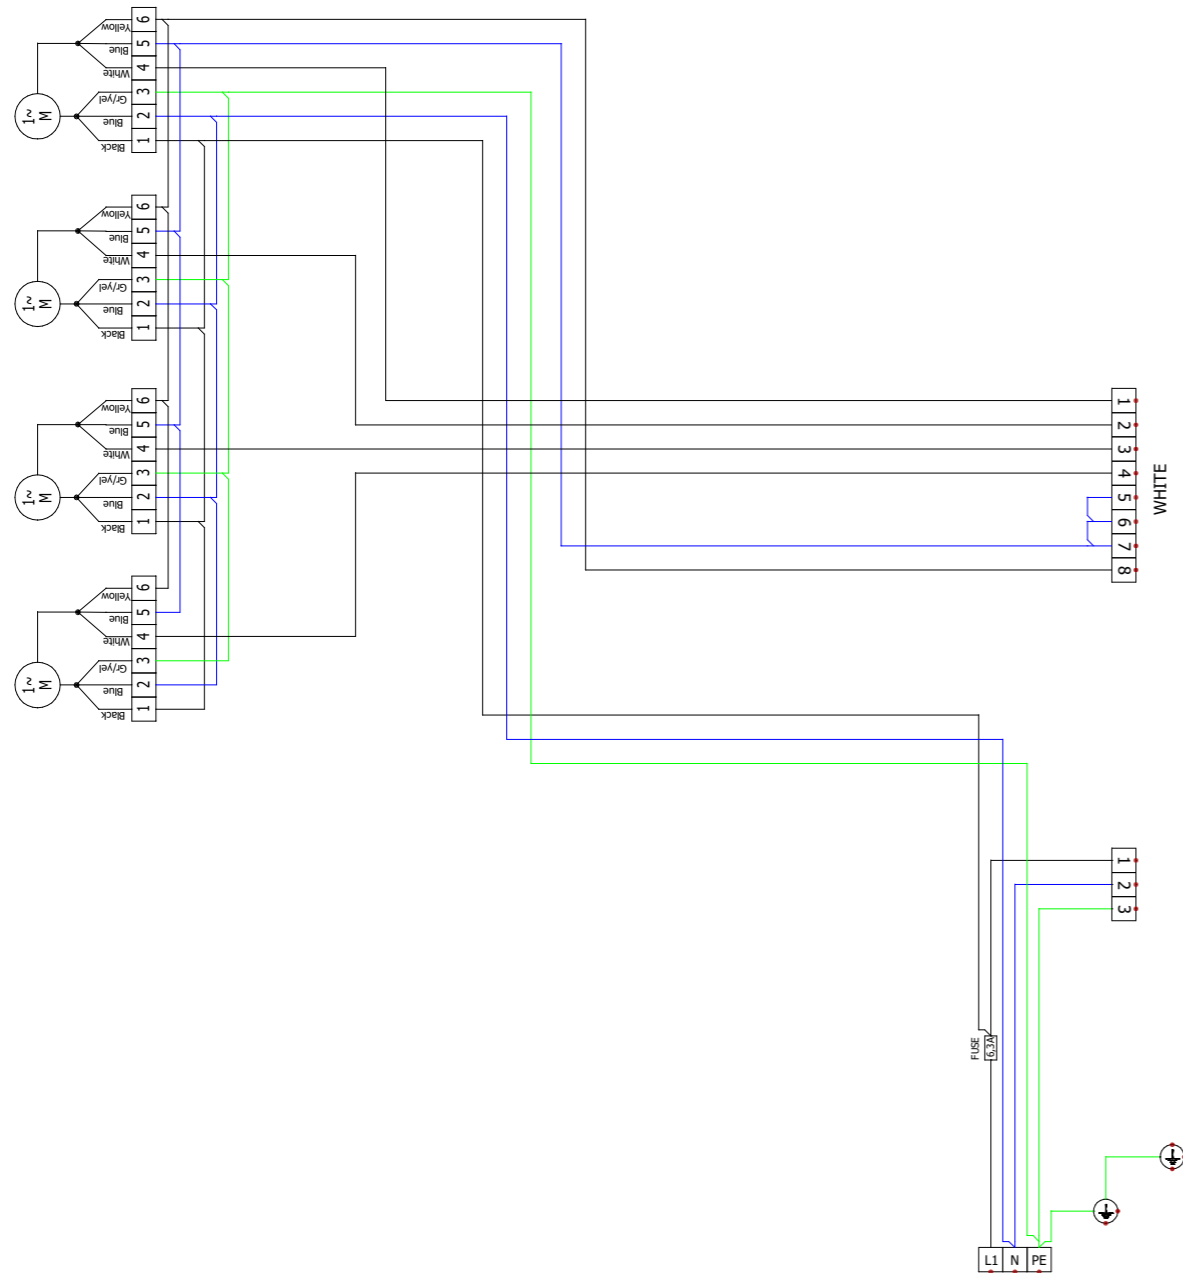 Yellow
6
Blue
5
White
4
Gr/yel
3
Blue
2
Black
1
1~
M
Yellow
6
Blue
5
White
4
Gr/yel
3
Blue
2
Black
1
1~
M
Yellow
6
Blue
5
White
4
Gr/yel
3
Blue
2
Black
1
1~
M
Yellow
6
Blue
5
White
4
Gr/yel
3
Blue
2
Black
1
1~
M
1
2
3
4
5
6
7
8
WHITE
1
2
3
FUSE
6,3A
L1 N PE